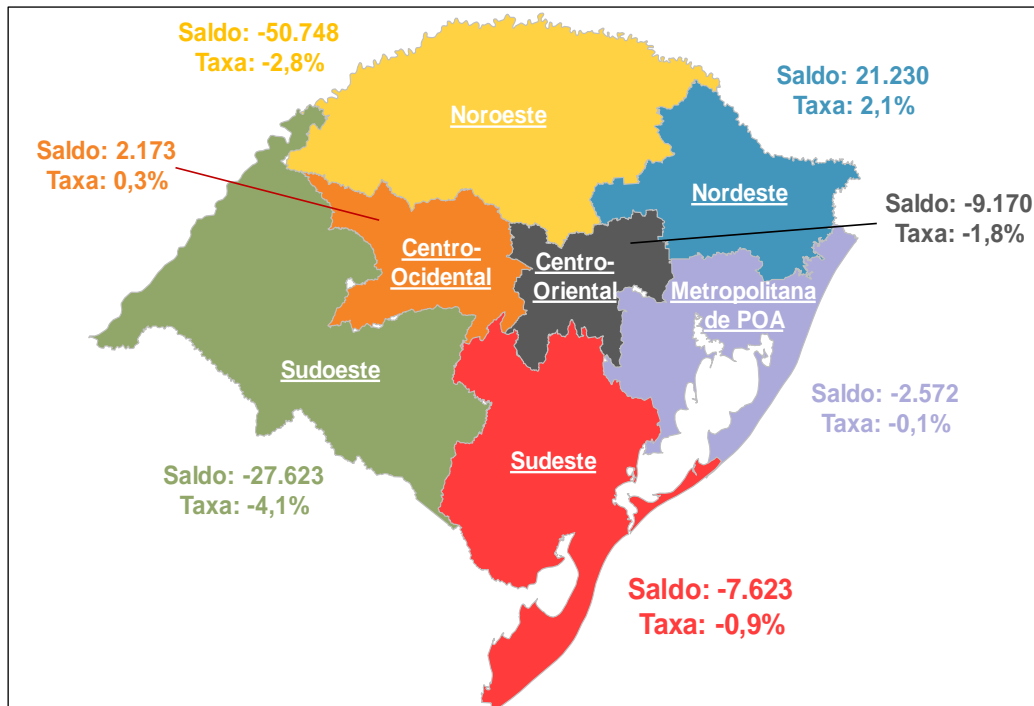 Saldo: -50.748
Taxa: -2,8%
Saldo: 21.230
Taxa: 2,1%
Noroeste
Saldo: 2.173
Taxa: 0,3%
Nordeste
Saldo: -9.170
Taxa: -1,8%
Centro-
Ocidental
Centro-
Oriental
Metropolitana
de POA
Sudoeste
Saldo: -2.572
Taxa: -0,1%
Sudeste
Saldo: -27.623
Taxa: -4,1%
Saldo: -7.623
Taxa: -0,9%